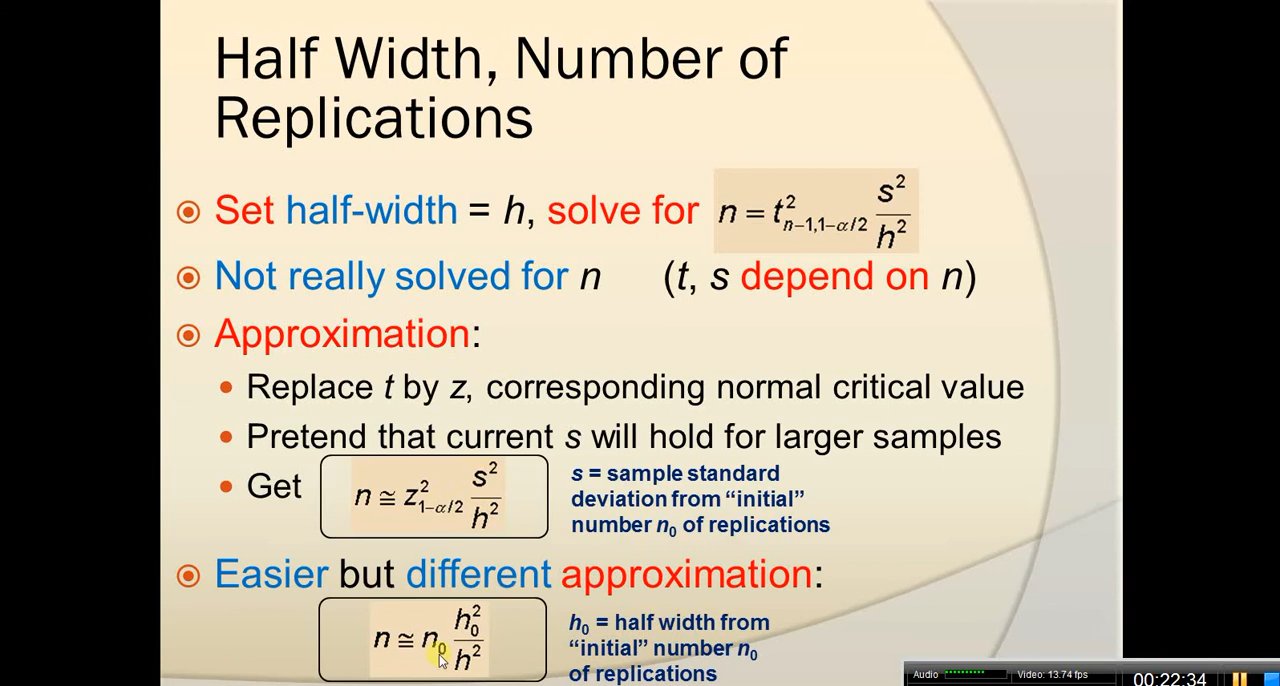 Half Width, Number of
Replications
Set half-width = h, solve for n = t²ₙ₋₁,₁₋α/₂ s²/h²
Not really solved for n (t, s depend on n)
Approximation:
Replace t by z, corresponding normal critical value
Pretend that current s will hold for larger samples
Get n ≅ z²₁₋α/₂ s²/h²
s = sample standard
deviation from “initial”
number n₀ of replications
Easier but different approximation:
n ≅ n₀ h₀²/h²
h₀ = half width from
“initial” number n₀
of replications
Audio Video: 13.74 fps 00:22:34